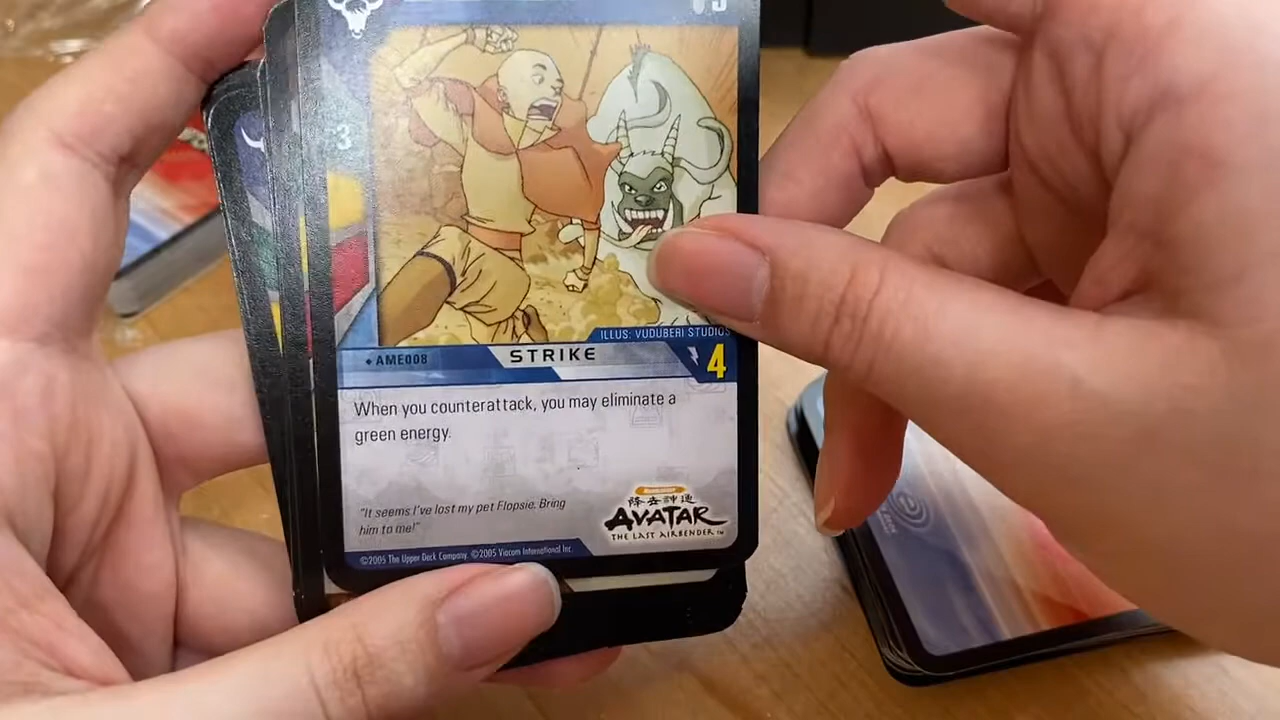 3
ILLUS: VUDUBERI STUDIOS
AME008
STRIKE
4
When you counterattack, you may eliminate a
green energy.
"It seems I've lost my pet Flopsie. Bring
him to me!"
降去神通
AVATAR
THE LAST AIRBENDER™
©2005 The Upper Deck Company. ©2005 Viacom International Inc.